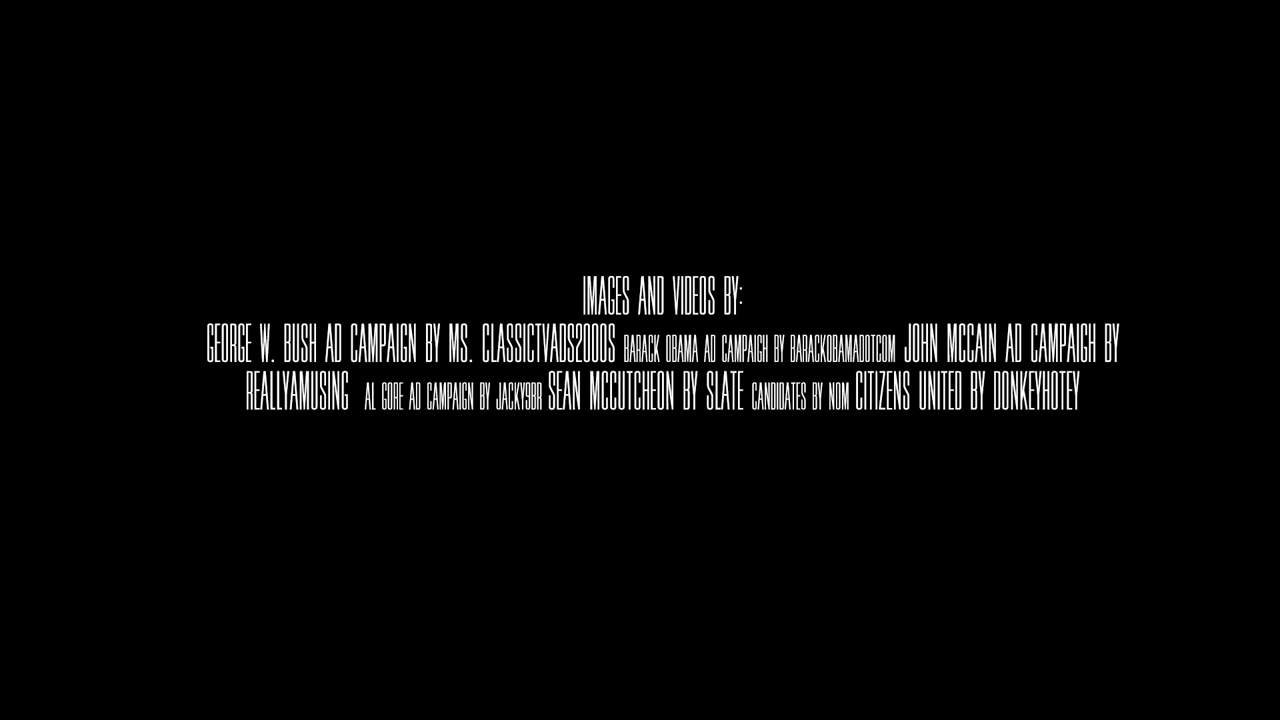 IMAGES AND VIDEOS BY:
GEORGE W. BUSH AD CAMPAIGN BY MS. CLASSICTVADS2000S BARACK OBAMA AD CAMPAIGH BY BARACKOBAMADOTCOM JOHN MCCAIN AD CAMPAIGH BY
REALLYAMUSING AL GORE AD CAMPAIGN BY JACKY9BR SEAN MCCUTCHEON BY SLATE CANDIDATES BY NOM CITIZENS UNITED BY DONKEYHOTEY